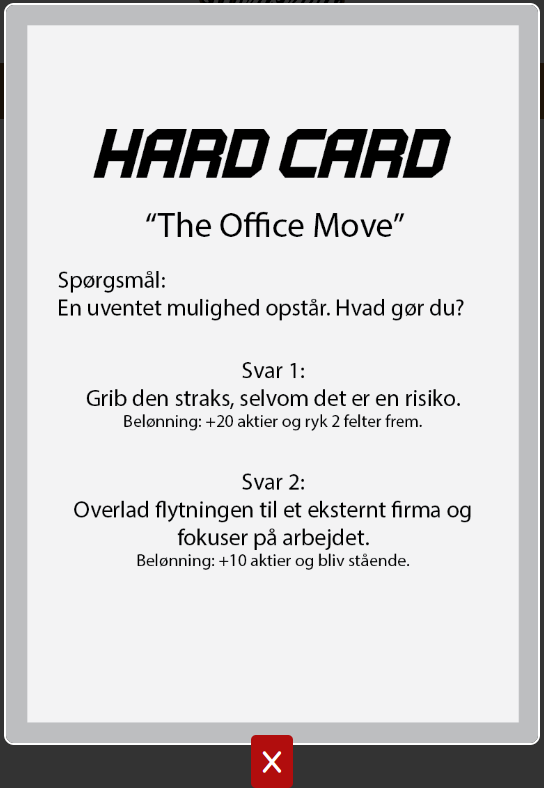 HARD CARD
“The Office Move”
Spørgsmål:
En uventet mulighed opstår. Hvad gør du?
Svar 1:
Grib den straks, selvom det er en risiko.
Belønning: +20 aktier og ryk 2 felter frem.
Svar 2:
Overlad flytningen til et eksternt firma og
fokuser på arbejdet.
Belønning: +10 aktier og bliv stående.